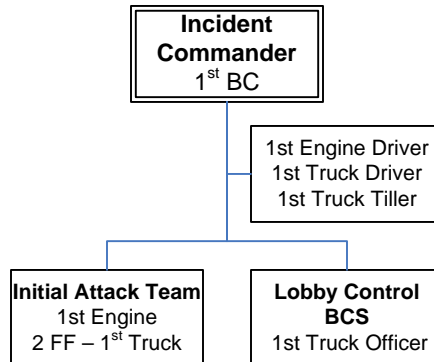 Incident
Commander
1st BC
1st Engine Driver
1st Truck Driver
1st Truck Tiller
Initial Attack Team
1st Engine
2 FF – 1st Truck
Lobby Control
BCS
1st Truck Officer